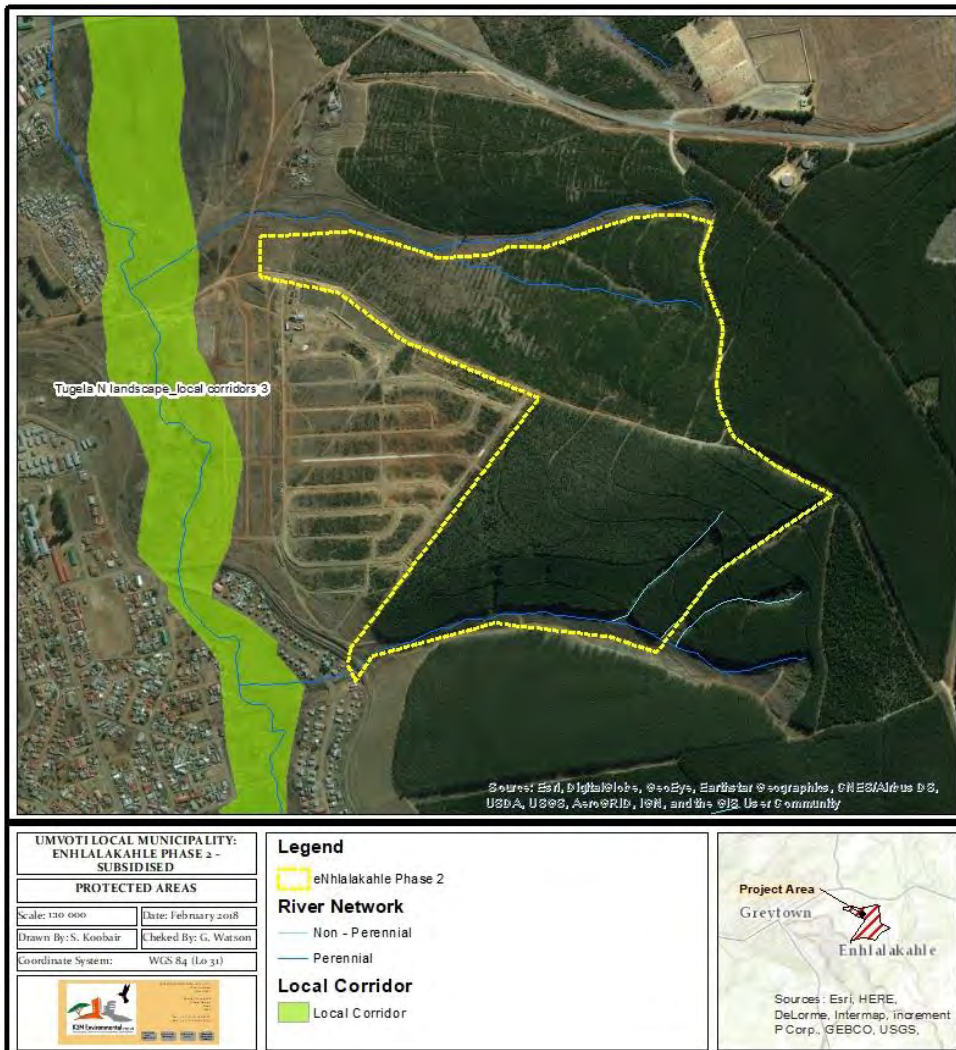 Tugela N landscape_local corridors 3
Source: Esri, DigitalGlobe, GeoEye, Earthstar Geographics, CNES/Airbus DS,
USDA, USGS, AeroGRID, IGN, and the GIS User Community
UMVOTI LOCAL MUNICIPALITY:
ENHLALAKAHLE PHASE 2 -
SUBSIDISED
PROTECTED AREAS
Scale: 1:10 000
Date: February 2018
Drawn By: S. Koobair
Cheked By: G. Watson
Coordinate System: WGS 84 (Lo 31)
K2M Environmental
Legend
eNhlalakahle Phase 2
River Network
Non - Perennial
Perennial
Local Corridor
Local Corridor
Project Area
Greytown
Enhlalakahle
Sources: Esri, HERE,
DeLorme, Intermap, increment
P Corp., GEBCO, USGS,